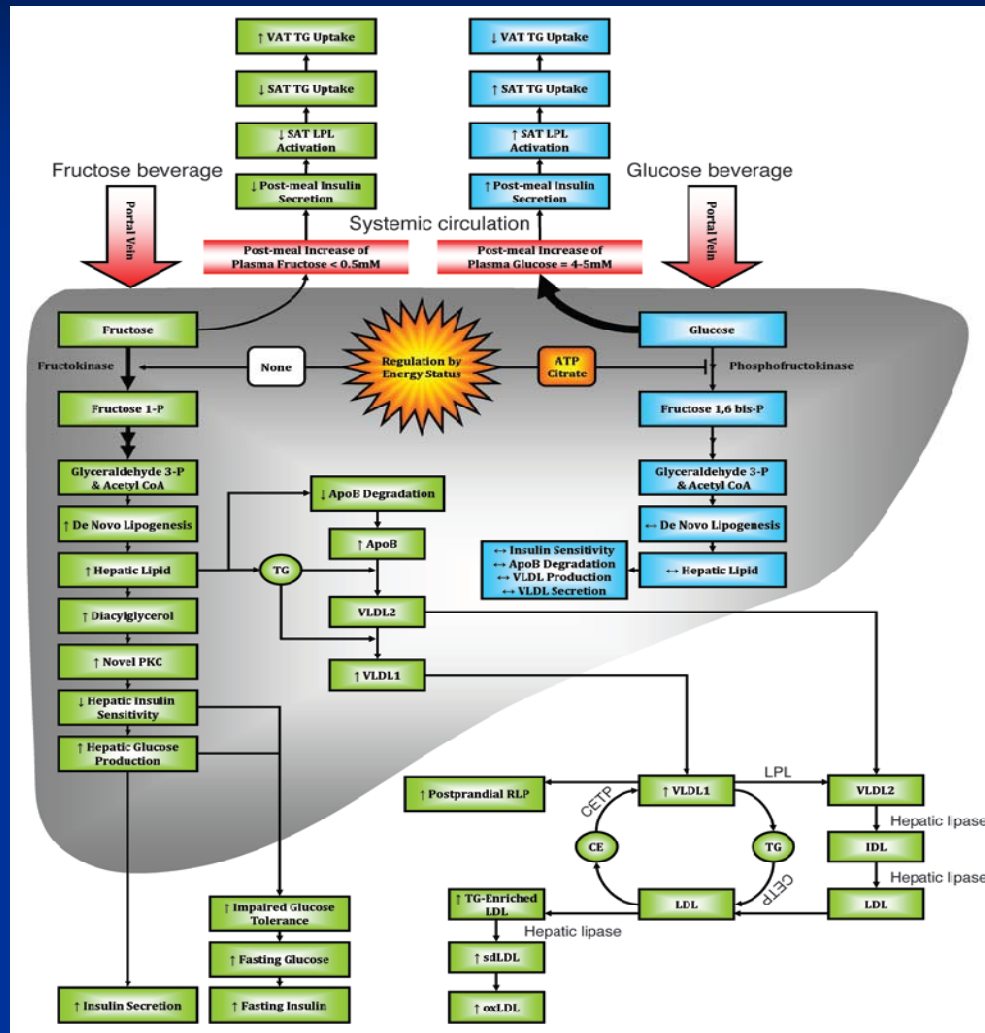 ↑ VAT TG Uptake
↓ SAT TG Uptake
↓ SAT LPL
Activation
↓ Post-meal Insulin
Secretion
↓ VAT TG Uptake
↑ SAT TG Uptake
↑ SAT LPL
Activation
↑ Post-meal Insulin
Secretion
Fructose beverage
Glucose beverage
Portal Vein
Portal Vein
Systemic circulation
Post-meal Increase of
Plasma Fructose < 0.5mM
Post-meal Increase of
Plasma Glucose = 4-5mM
Fructose
Glucose
Fructokinase
None
Regulation by
Energy Status
ATP
Citrate
Phosphofructokinase
Fructose 1-P
Fructose 1,6 bis-P
Glyceraldehyde 3-P
& Acetyl CoA
Glyceraldehyde 3-P
& Acetyl CoA
↑ De Novo Lipogenesis
↔ De Novo Lipogenesis
↑ Hepatic Lipid
↔ Hepatic Lipid
↓ ApoB Degradation
↑ ApoB
TG
VLDL2
↑ VLDL1
↔ Insulin Sensitivity
↔ ApoB Degradation
↔ VLDL Production
↔ VLDL Secretion
↑ Diacylglycerol
↑ Novel PKC
↓ Hepatic Insulin
Sensitivity
↑ Hepatic Glucose
Production
↑ Postprandial RLP
CETP
↑ VLDL1
LPL
VLDL2
Hepatic lipase
CE
TG
IDL
CETP
Hepatic lipase
↑ TG-Enriched
LDL
LDL
LDL
Hepatic lipase
↑ sdLDL
↑ oxLDL
↑ Impaired Glucose
Tolerance
↑ Fasting Glucose
↑ Insulin Secretion
↑ Fasting Insulin